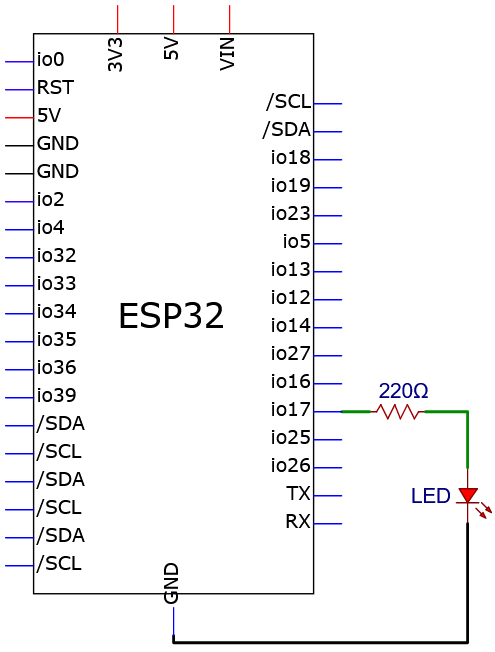 3V3
5V
VIN
io0
RST
5V
GND
GND
io2
io4
io32
io33
io34
io35
io36
io39
/SDA
/SCL
/SDA
/SCL
/SDA
/SCL
ESP32
/SCL
/SDA
io18
io19
io23
io5
io13
io12
io14
io27
io16
io17
io25
io26
TX
RX
220Ω
LED
GND